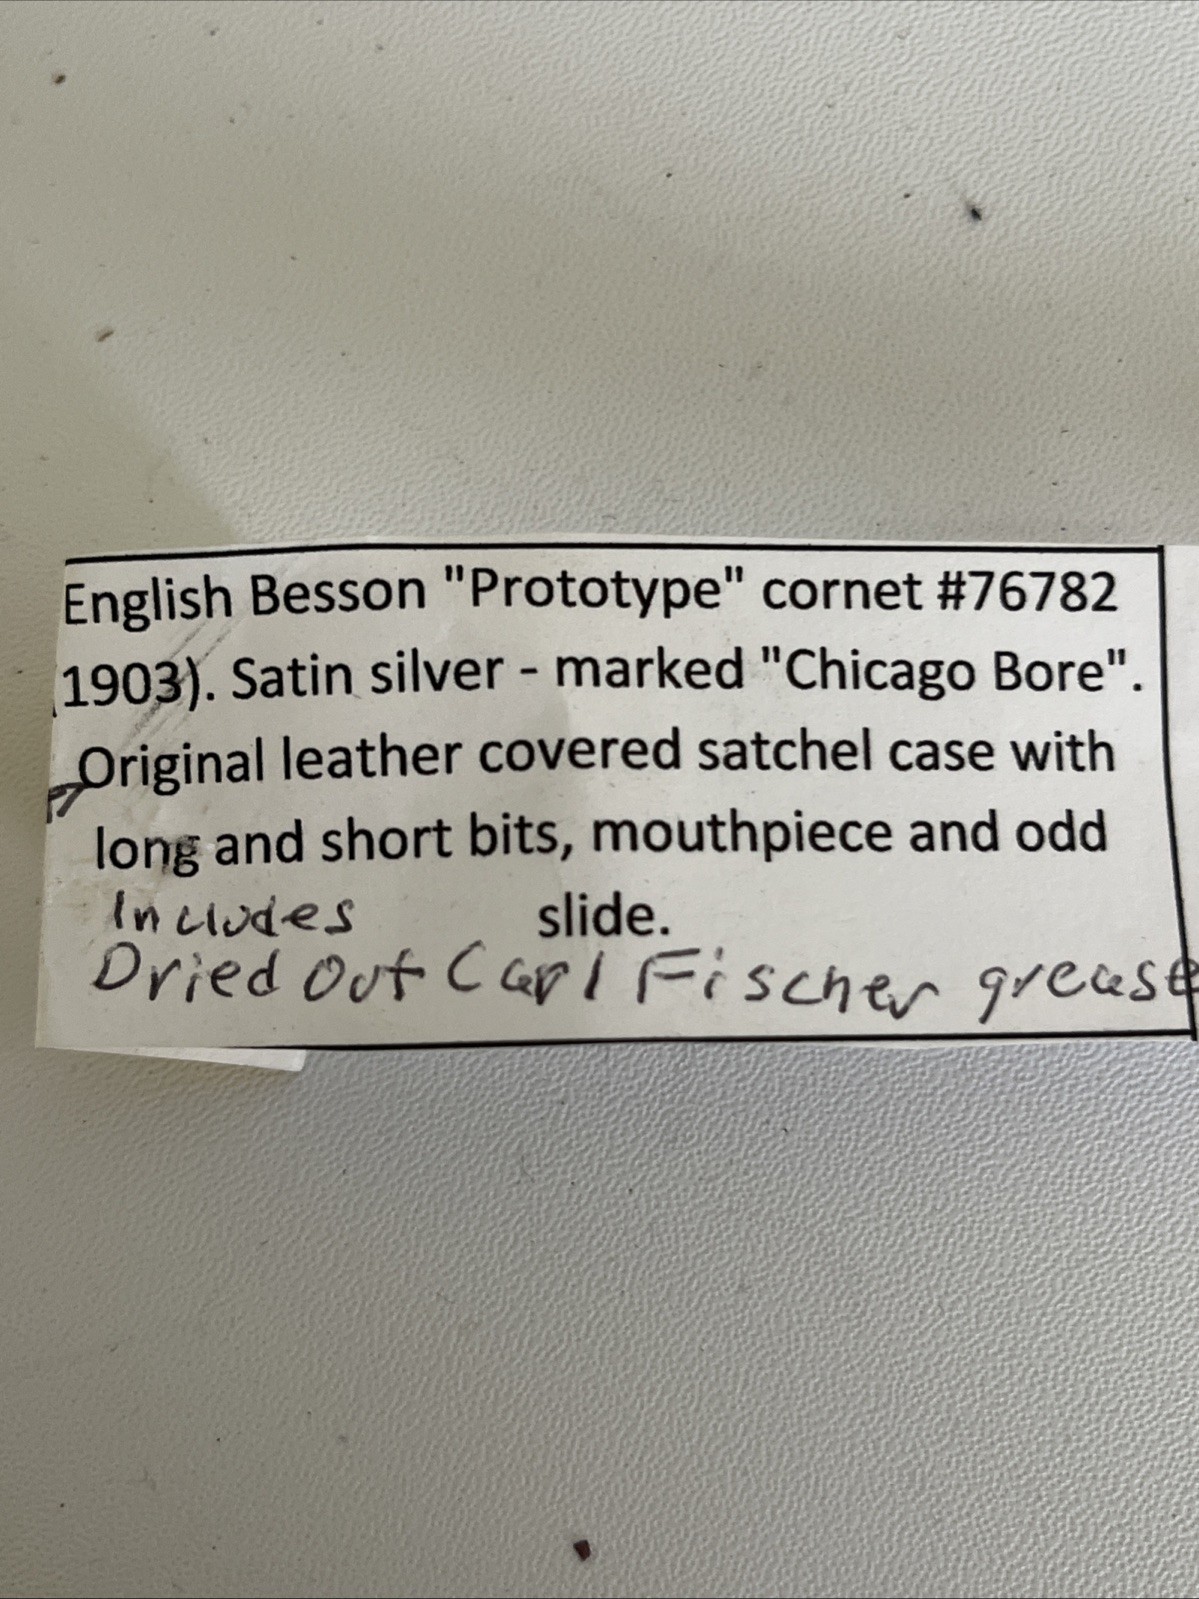 English Besson "Prototype" cornet #76782
1903). Satin silver - marked "Chicago Bore".
Original leather covered satchel case with
long and short bits, mouthpiece and odd
Includes slide.
Dried out Carl Fischer grease